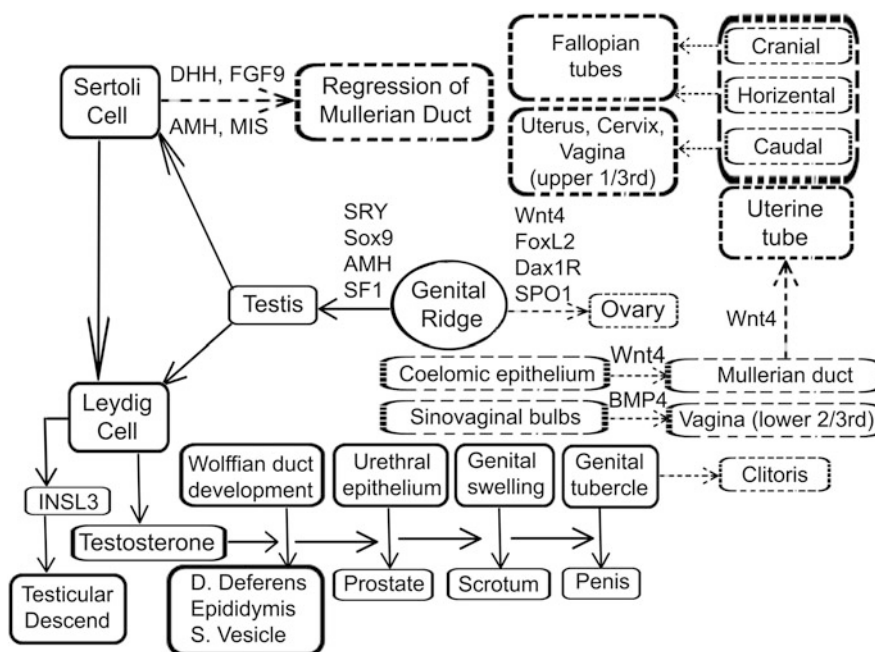 Sertoli
Cell
DHH, FGF9
AMH, MIS
Regression of
Mullerian Duct
Fallopian
tubes
Cranial
Horizental
Caudal
Uterus, Cervix,
Vagina
(upper 1/3rd)
Uterine
tube
SRY
Sox9
AMH
SF1
Wnt4
FoxL2
Dax1R
SPO1
Testis
Genital
Ridge
Ovary
Wnt4
Coelomic epithelium
Wnt4
Mullerian duct
Sinovaginal bulbs
BMP4
Vagina (lower 2/3rd)
Leydig
Cell
Wolffian duct
development
Urethral
epithelium
Genital
swelling
Genital
tubercle
Clitoris
INSL3
Testosterone
Testicular
Descend
D. Deferens
Epididymis
S. Vesicle
Prostate
Scrotum
Penis